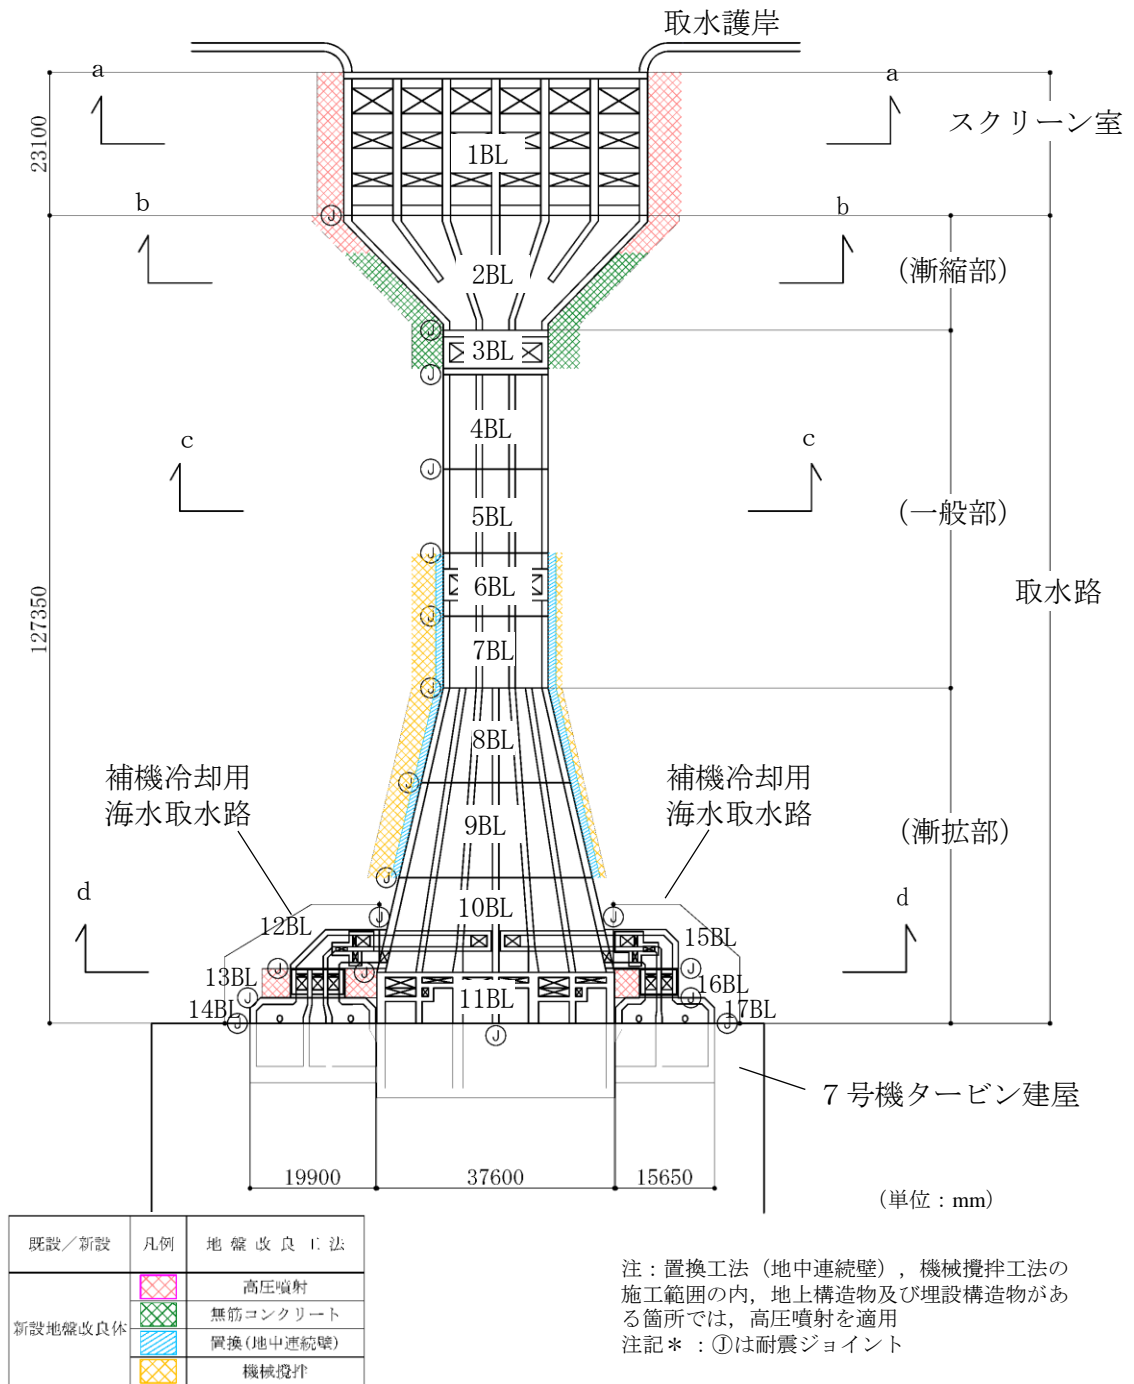 取水護岸
a
a
スクリーン室
23100
1BL
b
b
Ⓙ
2BL
(漸縮部)
Ⓙ
3BL
Ⓙ
4BL
c
c
Ⓙ
5BL
(一般部)
Ⓙ
6BL
127350
取水路
Ⓙ
7BL
Ⓙ
8BL
補機冷却用
海水取水路
補機冷却用
海水取水路
Ⓙ
9BL
(漸拡部)
Ⓙ
d
d
10BL
Ⓙ
Ⓙ
12BL
15BL
Ⓙ
Ⓙ
Ⓙ
13BL
16BL
Ⓙ
Ⓙ
11BL
14BL
17BL
Ⓙ
Ⓙ
Ⓙ
7号機タービン建屋
19900
37600
15650
(単位：mm)
既設／新設 凡例 地盤改良工法
新設地盤改良体
高圧噴射
無筋コンクリート
置換(地中連続壁)
機械攪拌
注：置換工法（地中連続壁），機械攪拌工法の
施工範囲の内，地上構造物及び埋設構造物があ
る箇所では，高圧噴射を適用
注記＊：Ⓙは耐震ジョイント